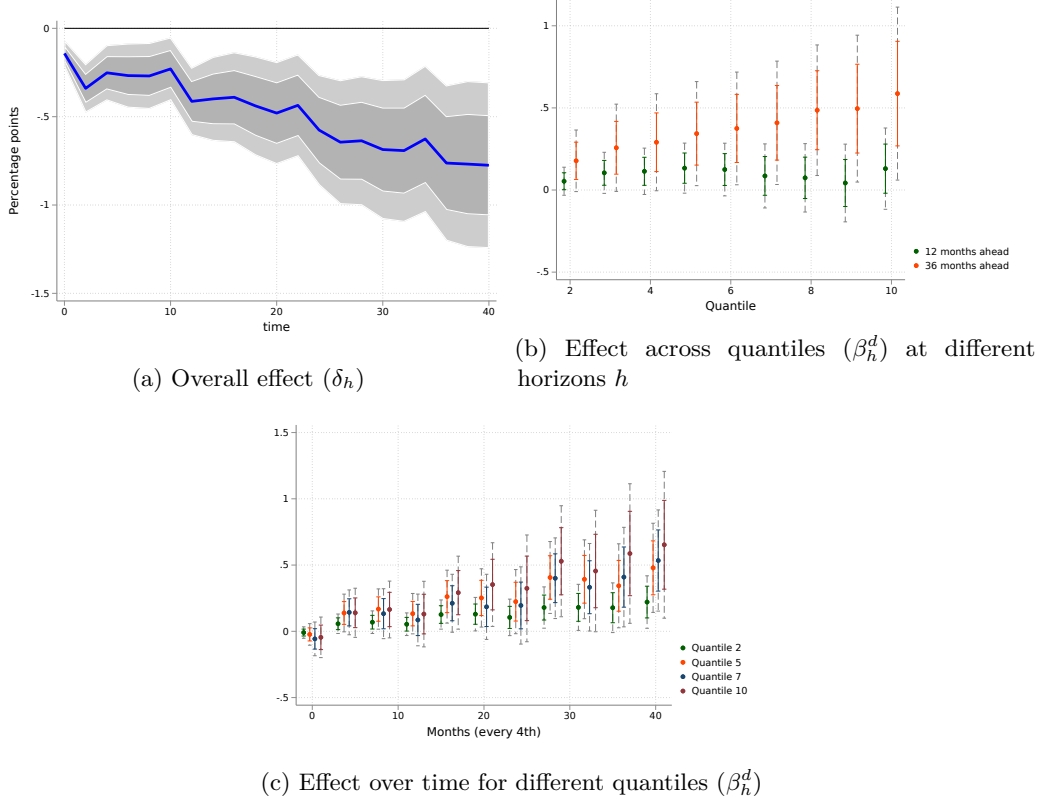 0
-.5
-1
-1.5
Percentage points
0 10 20 30 40
time
(a) Overall effect (δₕ)
1
.5
0
-.5
2 4 6 8 10
Quantile
12 months ahead
36 months ahead
(b) Effect across quantiles (βₕᵈ) at different
horizons h
1.5
1
.5
0
-.5
0 10 20 30 40
Months (every 4th)
Quantile 2
Quantile 5
Quantile 7
Quantile 10
(c) Effect over time for different quantiles (βₕᵈ)